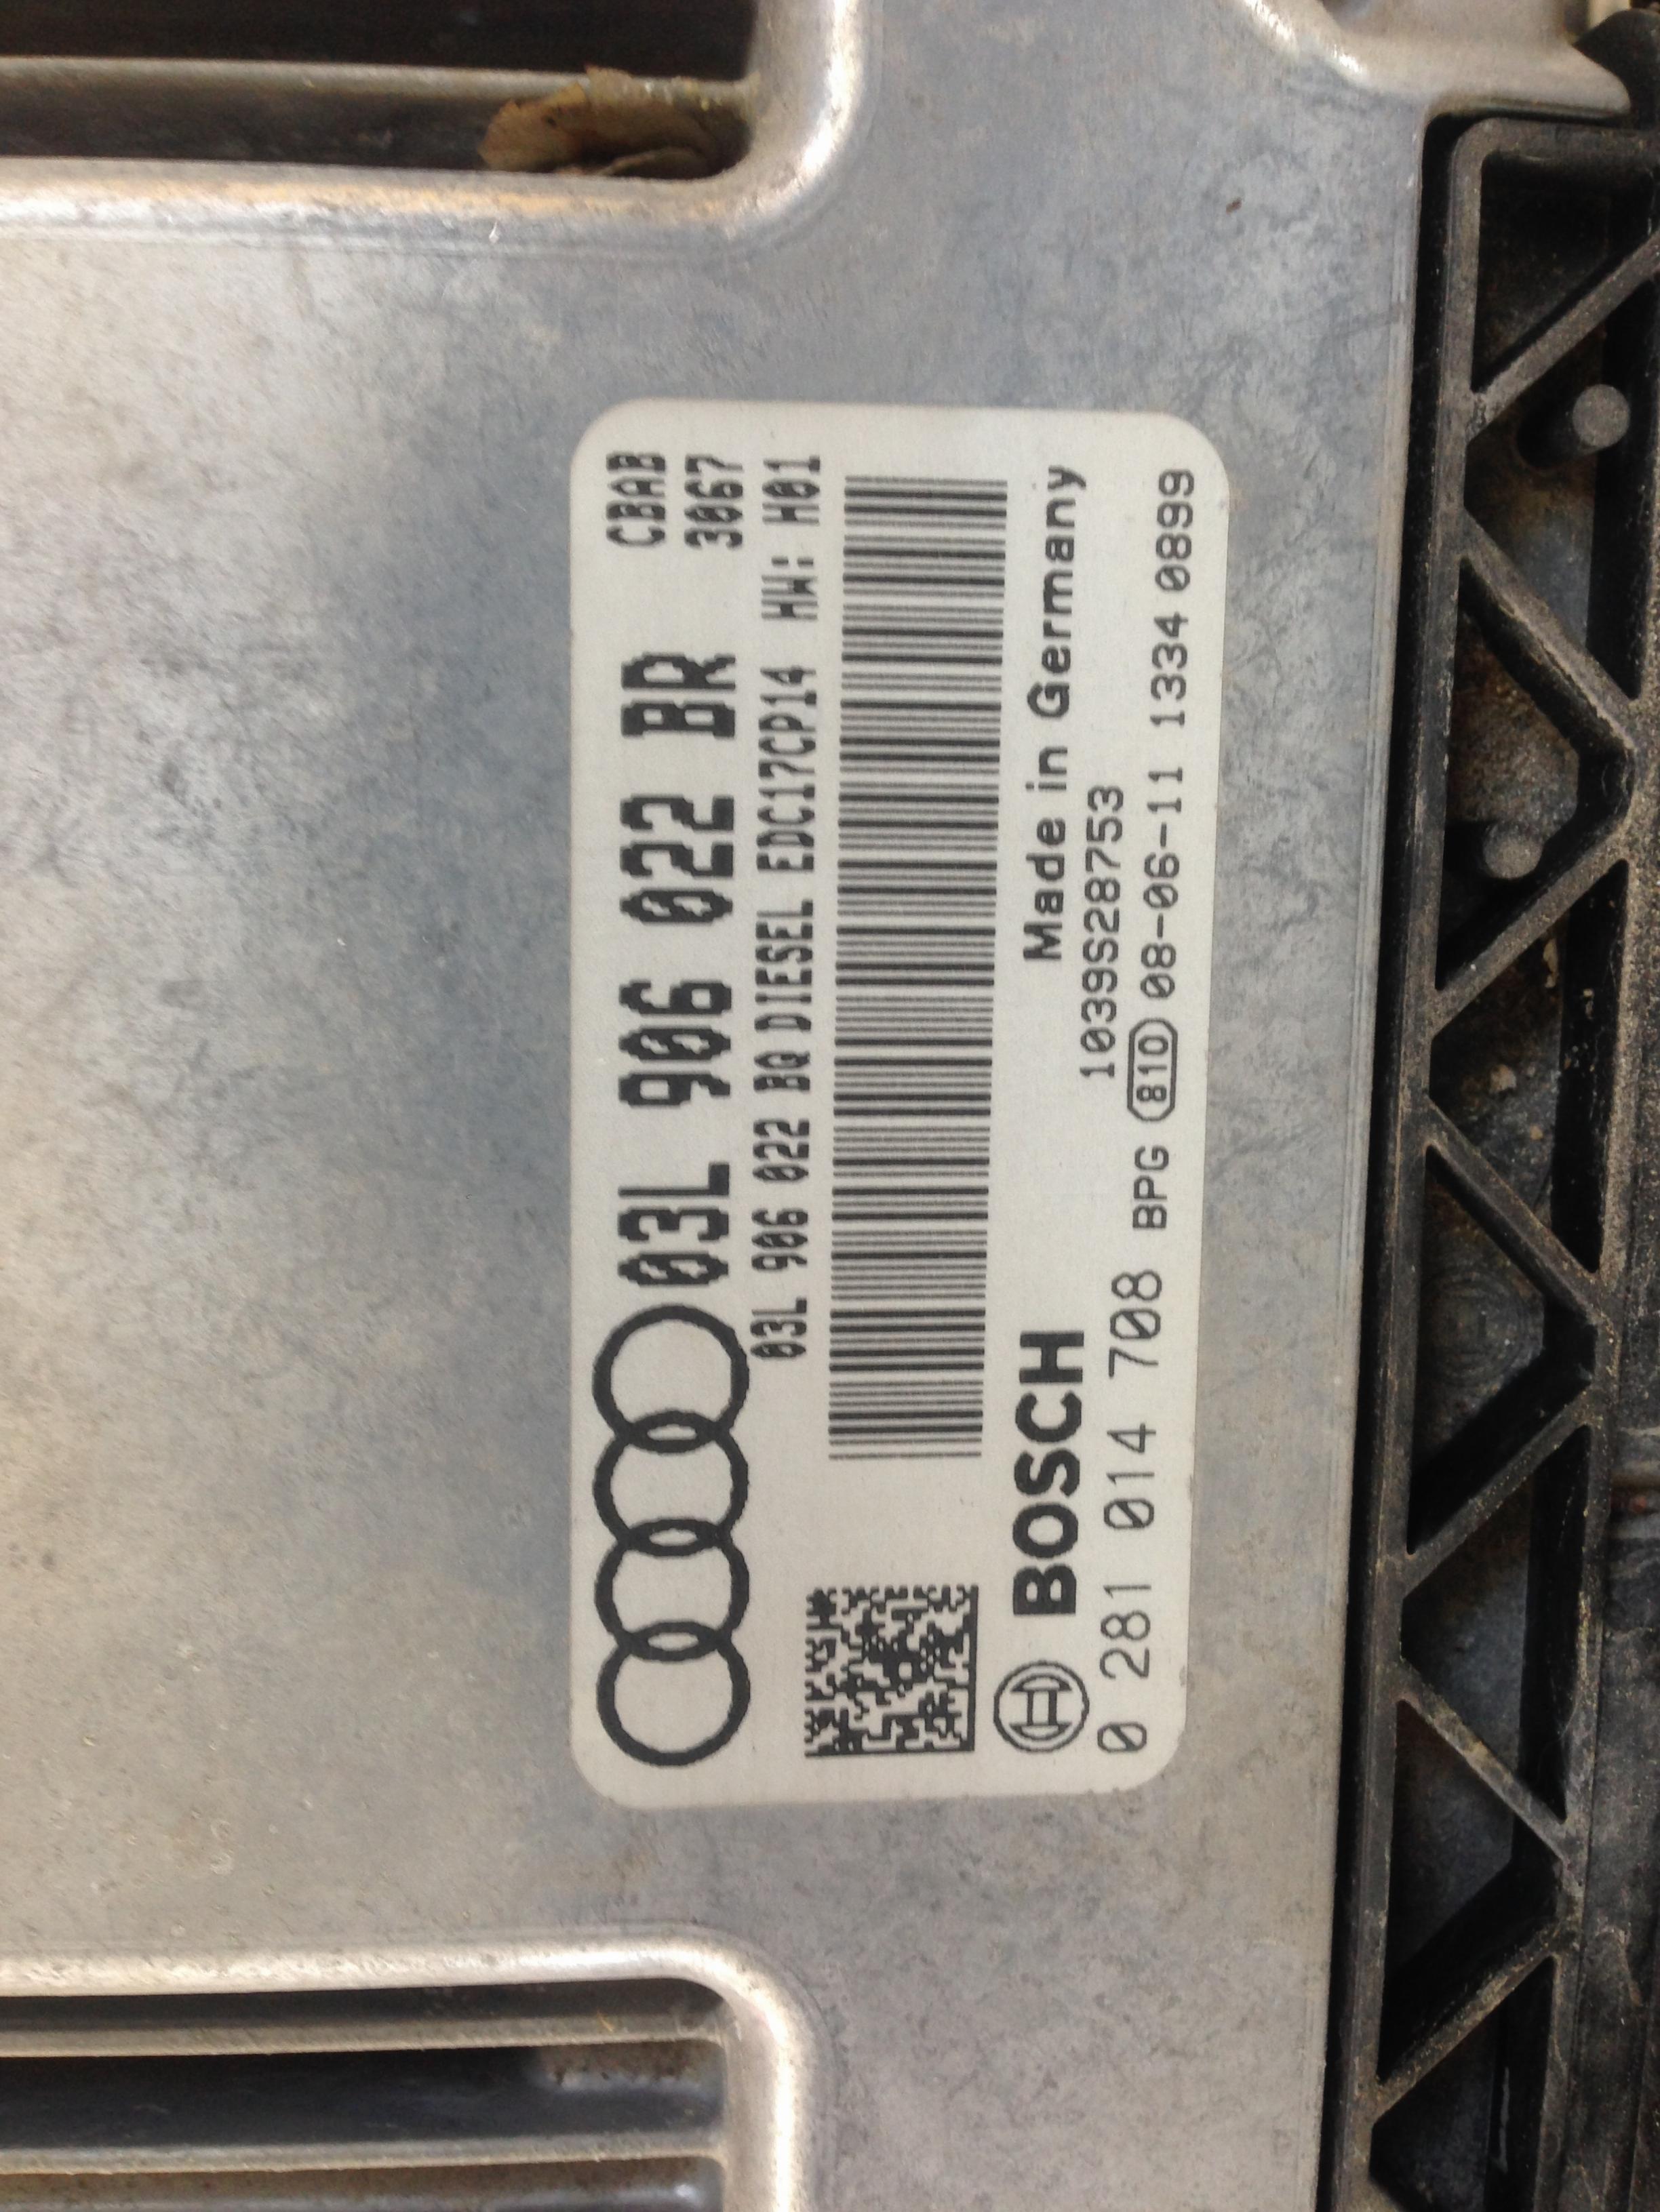 03L 906 022 BR CBAB
3067
03L 906 022 BQ DIESEL EDC17CP14 HW: H01
BOSCH Made in Germany
1039S28753
0 281 014 708 BPG 810 08-06-11 1334 0899